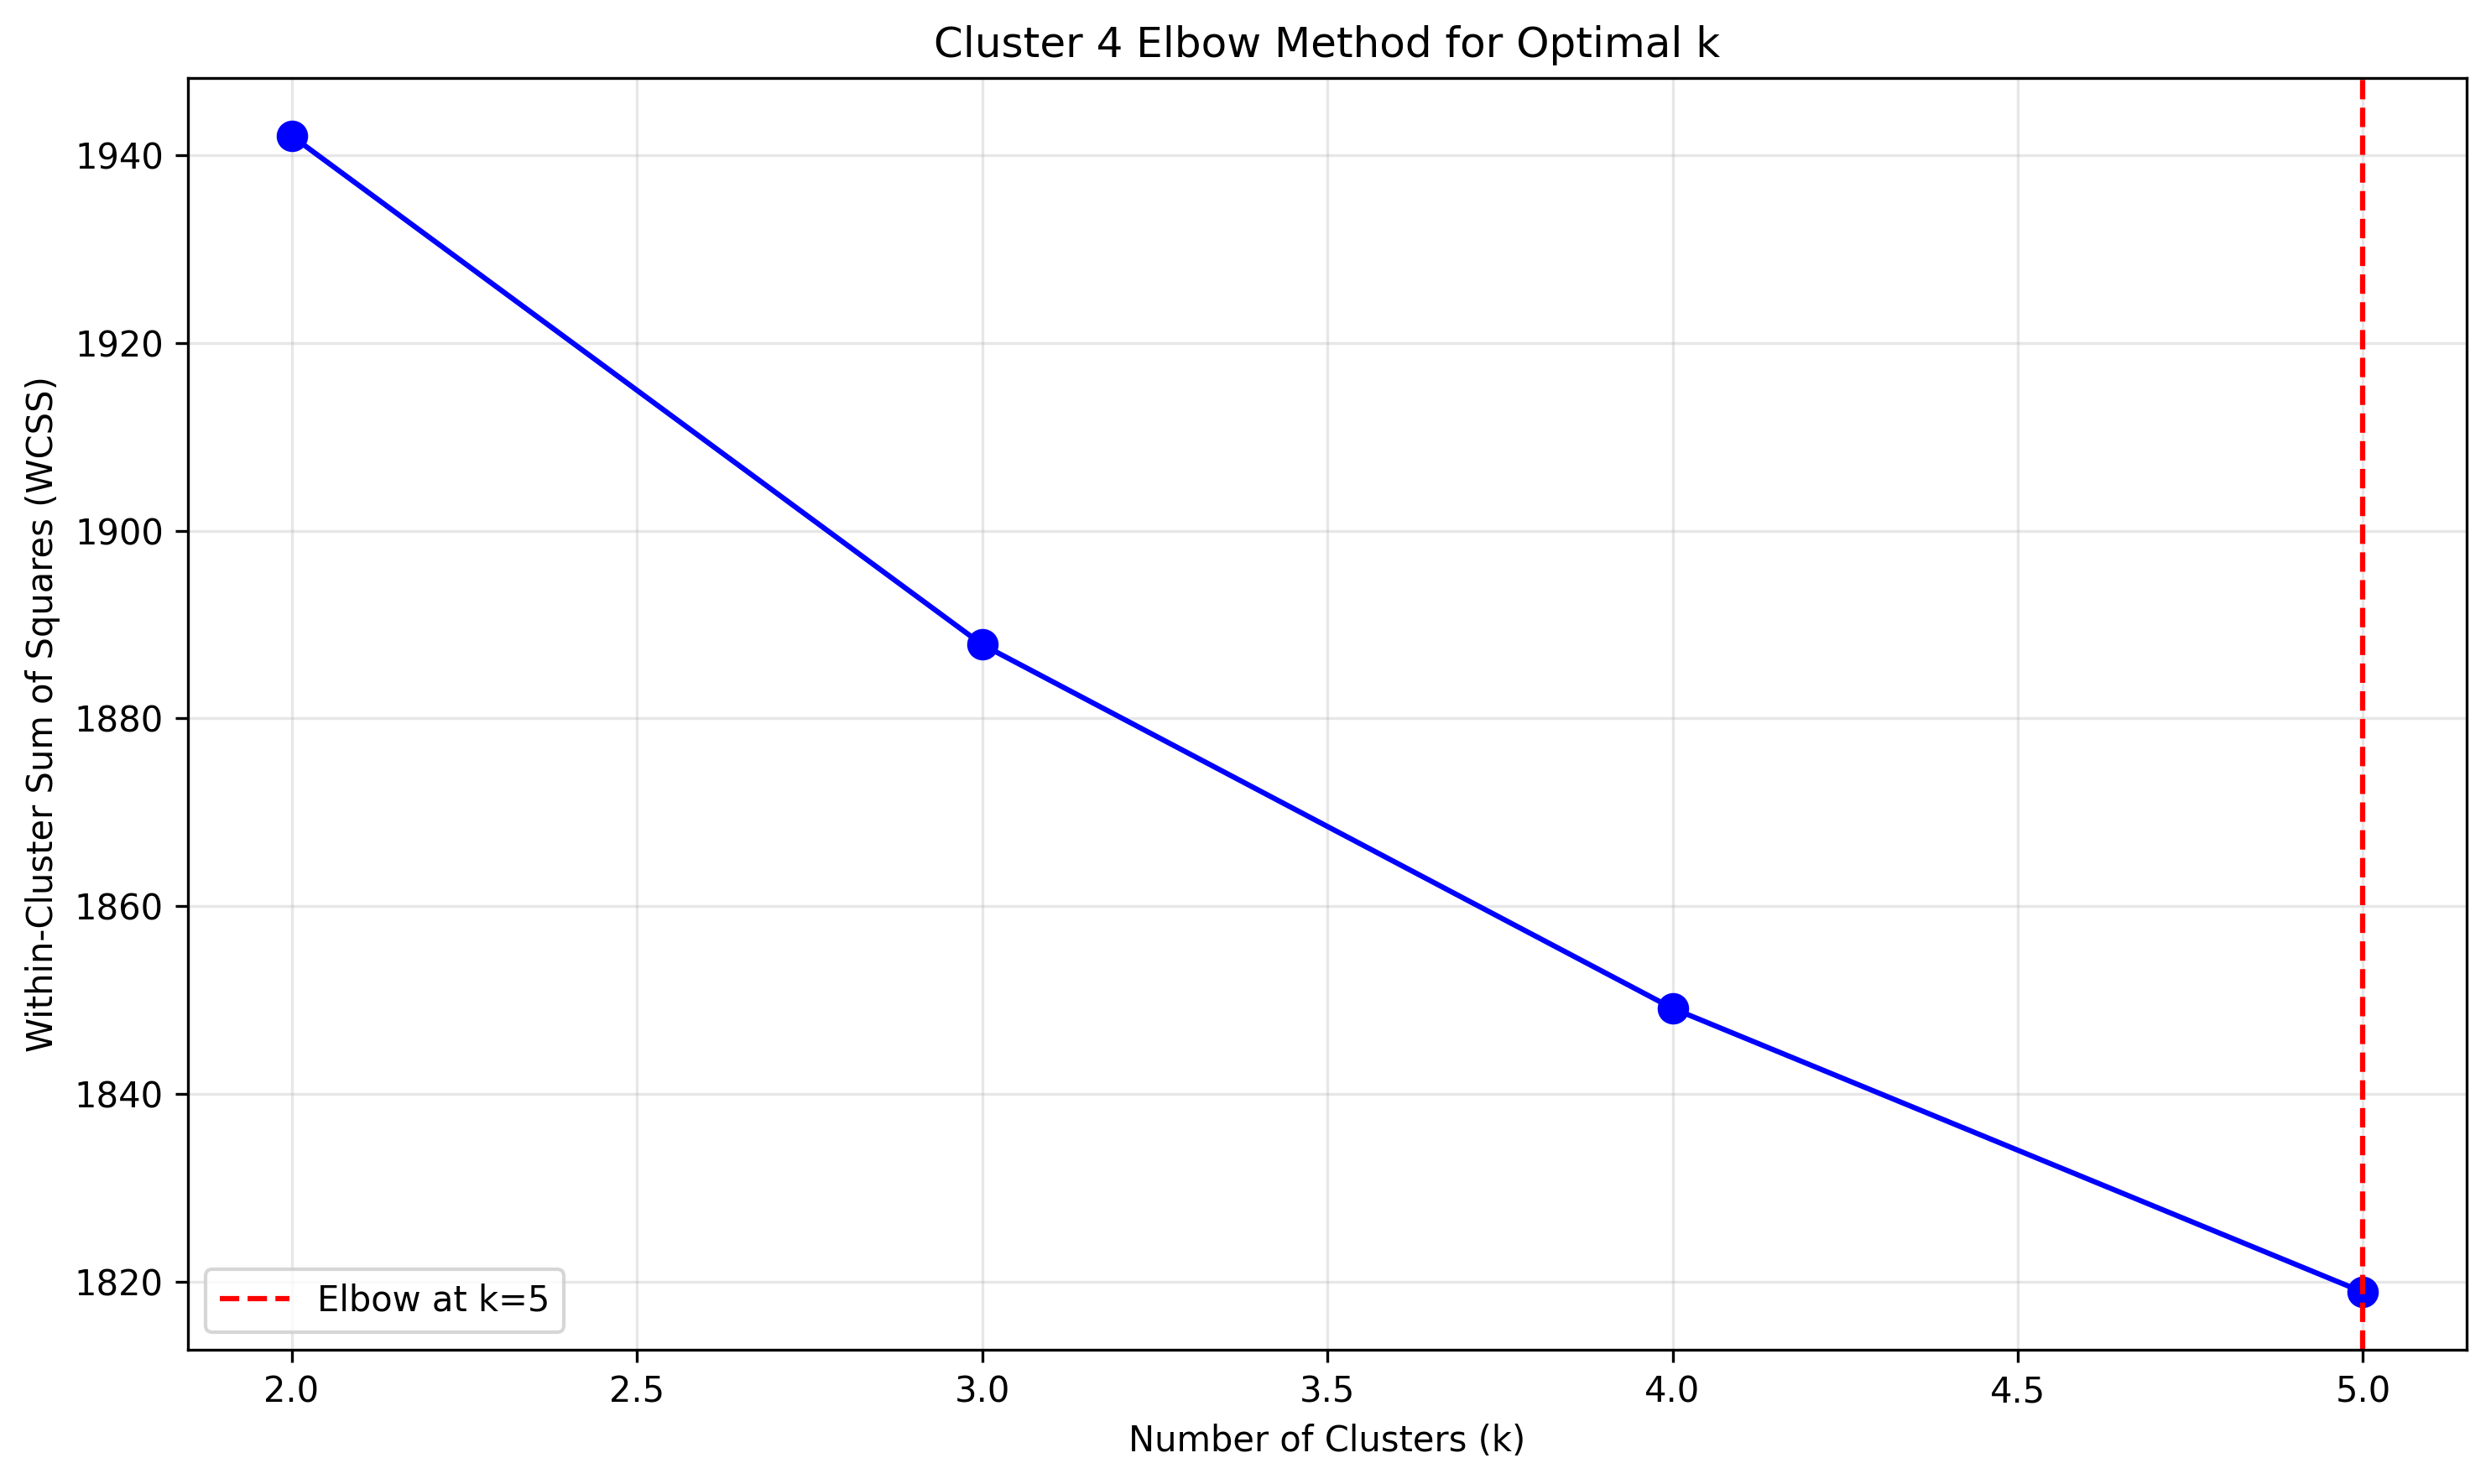 Cluster 4 Elbow Method for Optimal k
Within-Cluster Sum of Squares (WCSS)
1940
1920
1900
1880
1860
1840
1820
Elbow at k=5
2.0 2.5 3.0 3.5 4.0 4.5 5.0
Number of Clusters (k)